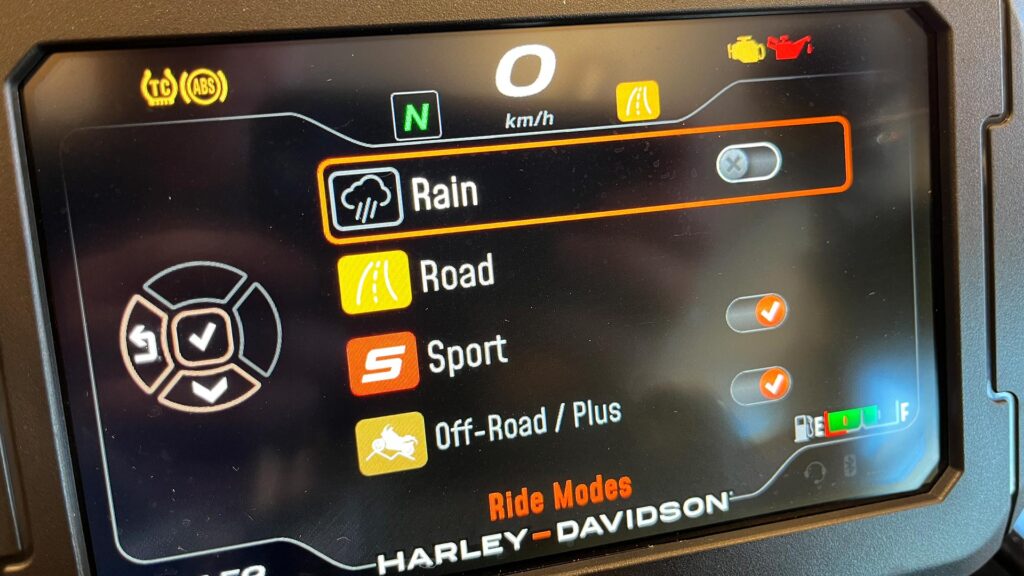 TC
ABS
0
km/h
N
Rain
Road
S
Sport
Off-Road / Plus
E
F
Ride Modes
HARLEY-DAVIDSON